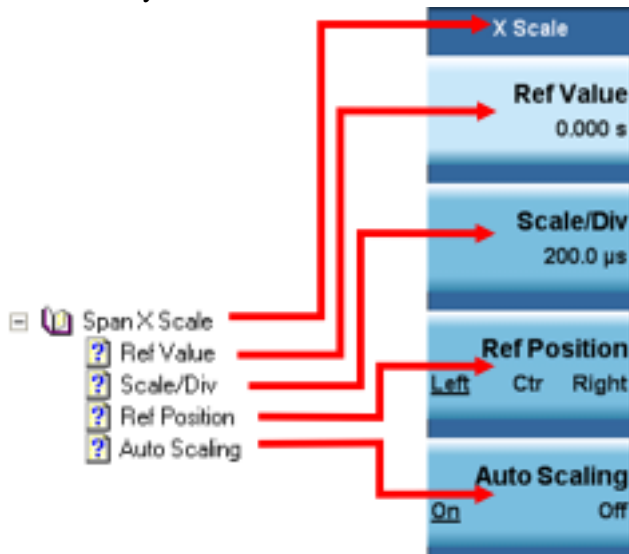 X Scale
Ref Value
0.000 s
Scale/Div
200.0 µs
Ref Position
Left Ctr Right
Auto Scaling
On Off
Span X Scale
Ref Value
Scale/Div
Ref Position
Auto Scaling